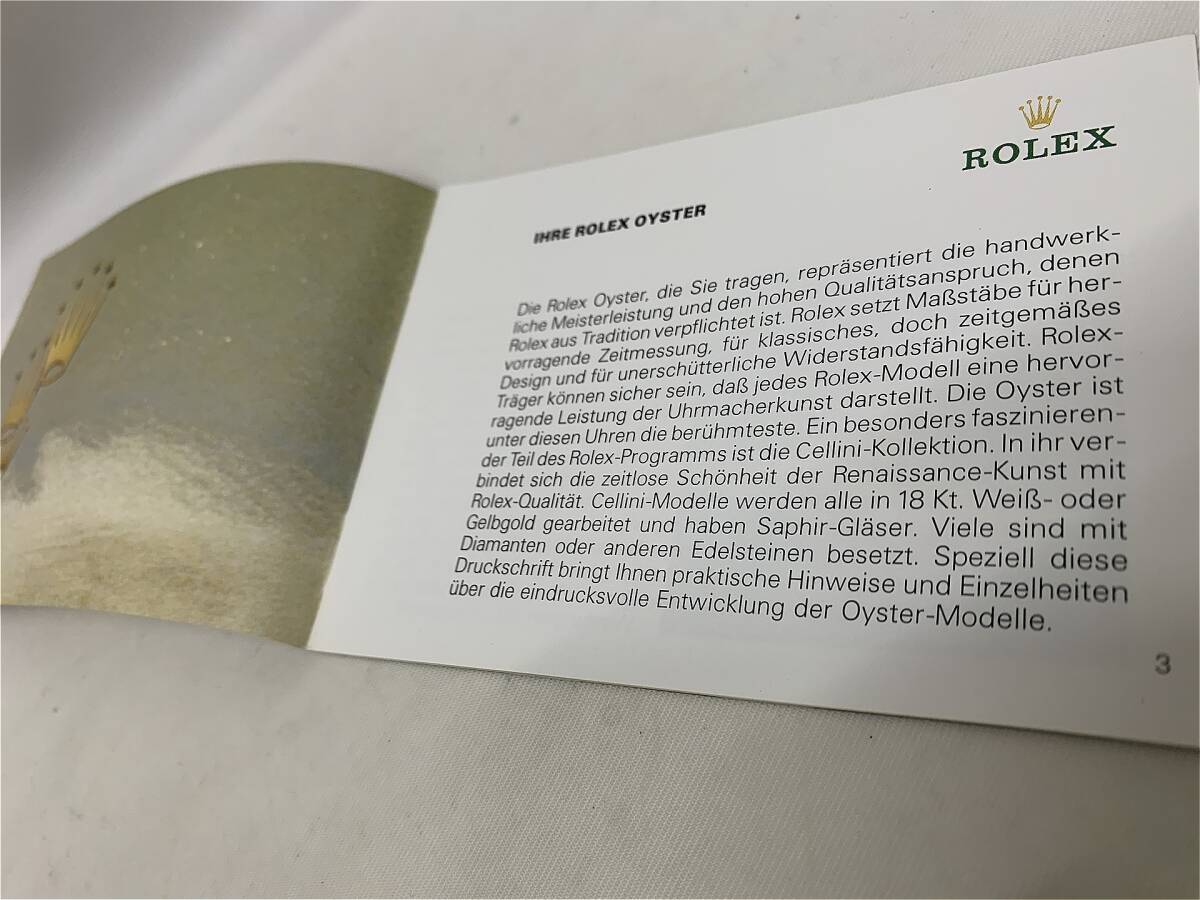 ROLEX
IHRE ROLEX OYSTER
Die Rolex Oyster, die Sie tragen, repräsentiert die handwerk-
liche Meisterleistung und den hohen Qualitätsanspruch, denen
Rolex aus Tradition verpflichtet ist. Rolex setzt Maßstäbe für her-
vorragende Zeitmessung, für klassisches, doch zeitgemäßes
Design und für unerschütterliche Widerstandsfähigkeit. Rolex-
Träger können sicher sein, daß jedes Rolex-Modell eine hervor-
ragende Leistung der Uhrmacherkunst darstellt. Die Oyster ist
unter diesen Uhren die berühmteste. Ein besonders faszinieren-
der Teil des Rolex-Programms ist die Cellini-Kollektion. In ihr ver-
bindet sich die zeitlose Schönheit der Renaissance-Kunst mit
Rolex-Qualität. Cellini-Modelle werden alle in 18 Kt. Weiß- oder
Gelbgold gearbeitet und haben Saphir-Gläser. Viele sind mit
Diamanten oder anderen Edelsteinen besetzt. Speziell diese
Druckschrift bringt Ihnen praktische Hinweise und Einzelheiten
über die eindrucksvolle Entwicklung der Oyster-Modelle.
3